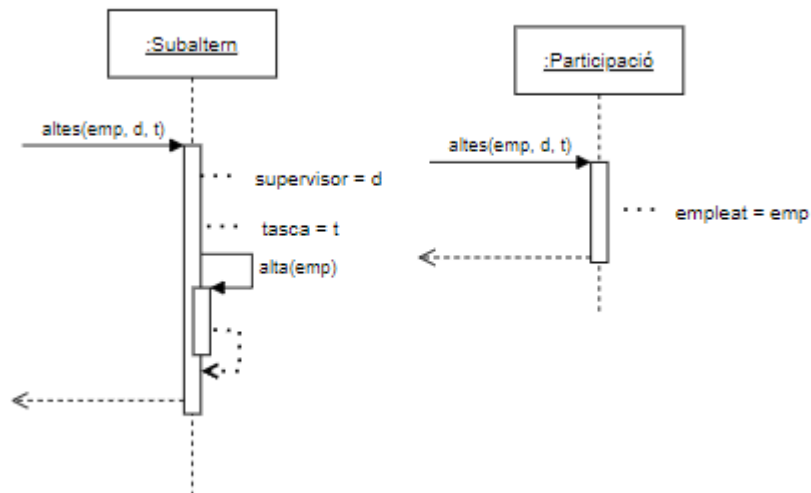 :Subaltern
altes(emp, d, t)
supervisor = d
tasca = t
alta(emp)
:Participació
altes(emp, d, t)
empleat = emp